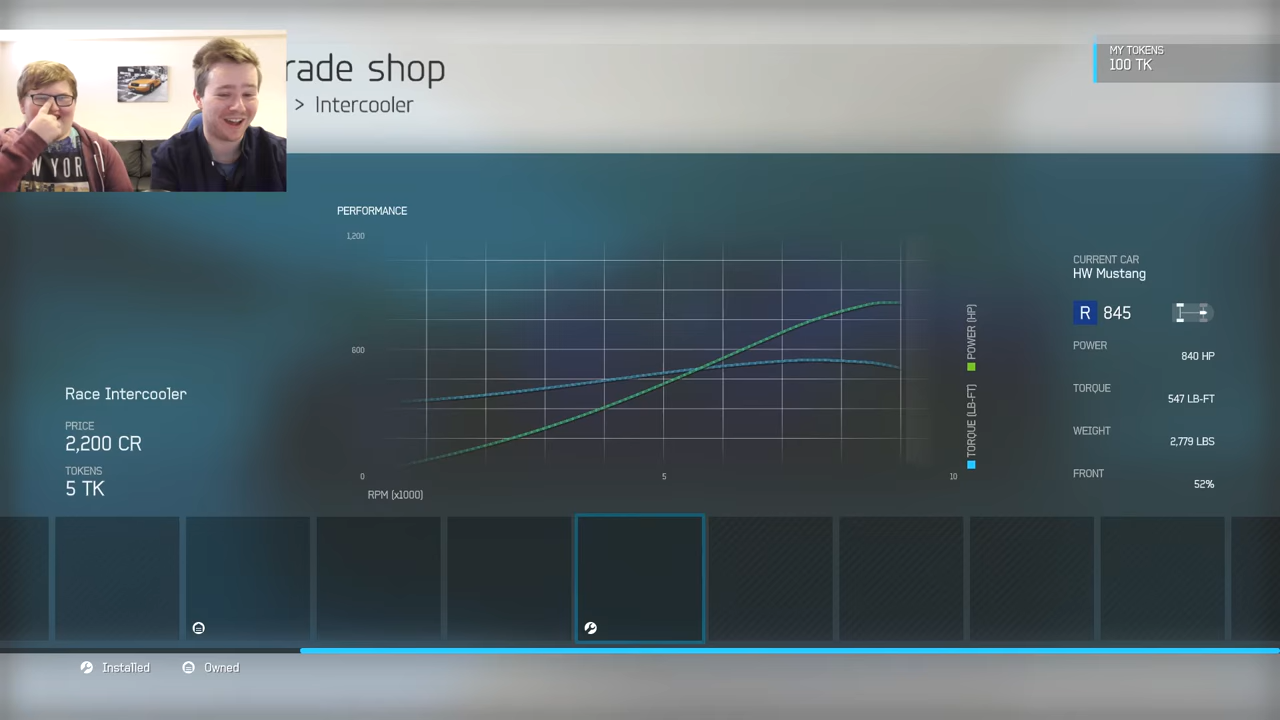 rade shop
> Intercooler
MY TOKENS
100 TK
W YOR
PERFORMANCE
1,200
600
0
5
10
RPM (x1000)
POWER (HP)
TORQUE (LB-FT)
Race Intercooler
PRICE
2,200 CR
TOKENS
5 TK
CURRENT CAR
HW Mustang
R 845
POWER
840 HP
TORQUE
547 LB-FT
WEIGHT
2,779 LBS
FRONT
52%
Installed
Owned